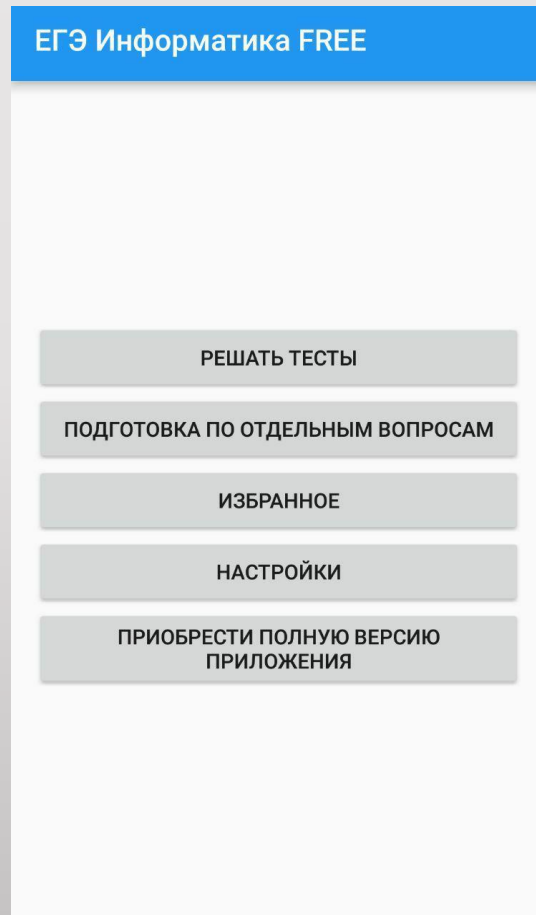 ЕГЭ Информатика FREE
РЕШАТЬ ТЕСТЫ
ПОДГОТОВКА ПО ОТДЕЛЬНЫМ ВОПРОСАМ
ИЗБРАННОЕ
НАСТРОЙКИ
ПРИОБРЕСТИ ПОЛНУЮ ВЕРСИЮ
ПРИЛОЖЕНИЯ